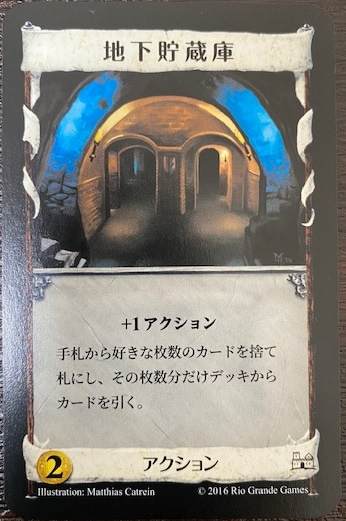 地下貯蔵庫
+1 アクション
手札から好きな枚数のカードを捨て
札にし、その枚数分だけデッキから
カードを引く。
2
アクション
Illustration: Matthias Catrein
© 2016 Rio Grande Games